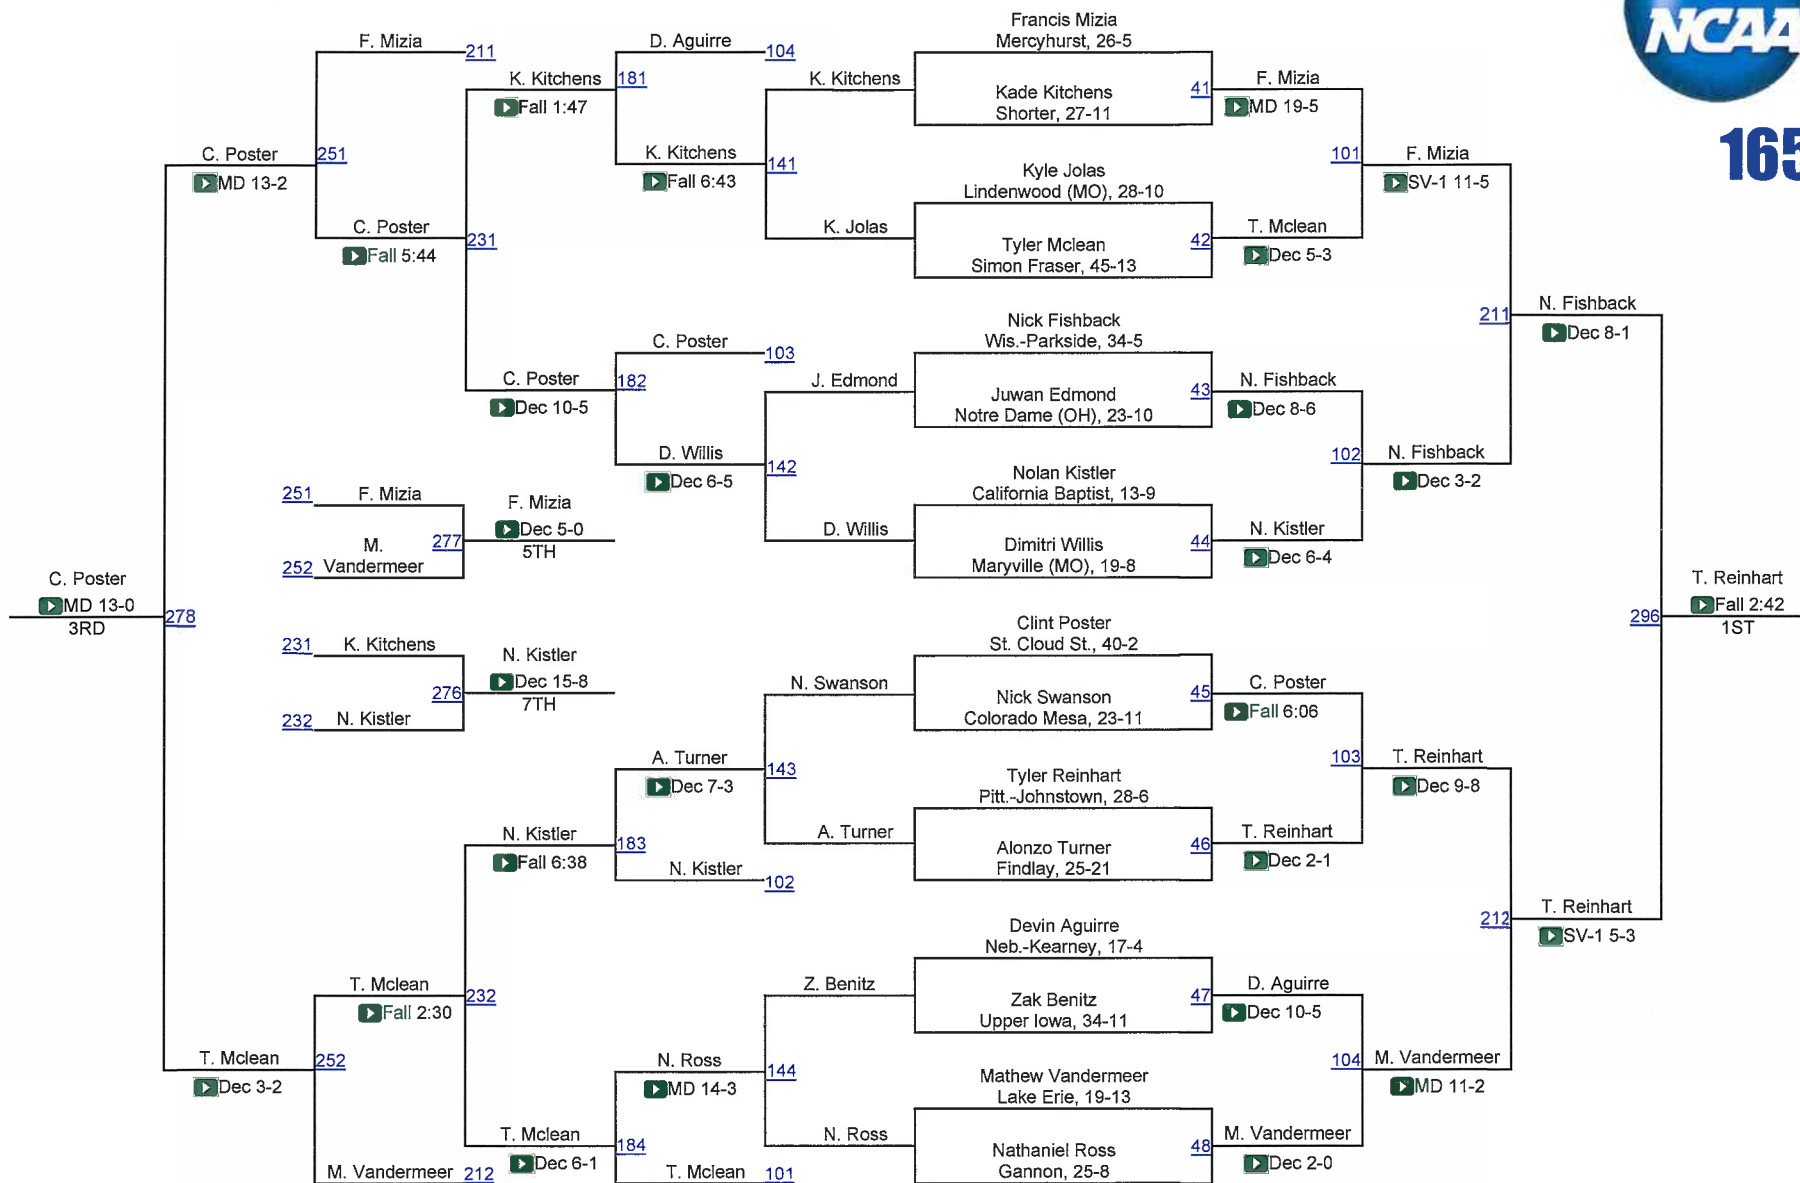 NCAA
165
Francis Mizia
Mercyhurst, 26-5
Kade Kitchens
Shorter, 27-11
41
Kyle Jolas
Lindenwood (MO), 28-10
Tyler Mclean
Simon Fraser, 45-13
42
Nick Fishback
Wis.-Parkside, 34-5
Juwan Edmond
Notre Dame (OH), 23-10
43
Nolan Kistler
California Baptist, 13-9
Dimitri Willis
Maryville (MO), 19-8
44
Clint Poster
St. Cloud St., 40-2
Nick Swanson
Colorado Mesa, 23-11
45
Tyler Reinhart
Pitt.-Johnstown, 28-6
Alonzo Turner
Findlay, 25-21
46
Devin Aguirre
Neb.-Kearney, 17-4
Zak Benitz
Upper Iowa, 34-11
47
Mathew Vandermeer
Lake Erie, 19-13
Nathaniel Ross
Gannon, 25-8
48
F. Mizia
MD 19-5
101
T. Mclean
Dec 5-3
N. Fishback
Dec 8-6
102
N. Kistler
Dec 6-4
C. Poster
Fall 6:06
103
T. Reinhart
Dec 2-1
D. Aguirre
Dec 10-5
104
M. Vandermeer
Dec 2-0
F. Mizia
SV-1 11-5
211
N. Fishback
Dec 3-2
T. Reinhart
Dec 9-8
212
M. Vandermeer
MD 11-2
N. Fishback
Dec 8-1
296
T. Reinhart
SV-1 5-3
T. Reinhart
Fall 2:42
1ST
K. Kitchens
141
K. Jolas
J. Edmond
142
D. Willis
N. Swanson
143
A. Turner
Z. Benitz
144
N. Ross
D. Aguirre
104
181
K. Kitchens
Fall 6:43
C. Poster
103
182
D. Willis
Dec 6-5
A. Turner
Dec 7-3
183
N. Kistler
102
N. Ross
MD 14-3
184
T. Mclean
101
K. Kitchens
Fall 1:47
231
C. Poster
Dec 10-5
N. Kistler
Fall 6:38
232
T. Mclean
Dec 6-1
F. Mizia
211
251
C. Poster
Fall 5:44
T. Mclean
Fall 2:30
252
M. Vandermeer
212
C. Poster
MD 13-2
278
T. Mclean
Dec 3-2
C. Poster
MD 13-0
3RD
251
F. Mizia
277
252
M.
Vandermeer
F. Mizia
Dec 5-0
5TH
231
K. Kitchens
276
232
N. Kistler
N. Kistler
Dec 15-8
7TH